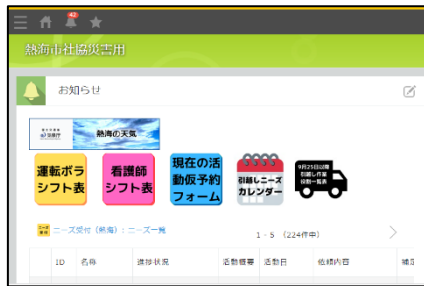 42
熱海市社協災害用
お知らせ
熱海の天気
運転ボラ
シフト表
看護師
シフト表
現在の活
動仮予約
フォーム
引越しニーズ
カレンダー
9月25日以降
引越し作業
役割一覧表
ニーズ受付（熱海）: ニーズ一覧
1 - 5 （224件中）
ID 名称 進捗状況 活動概要 活動日 依頼内容 補足